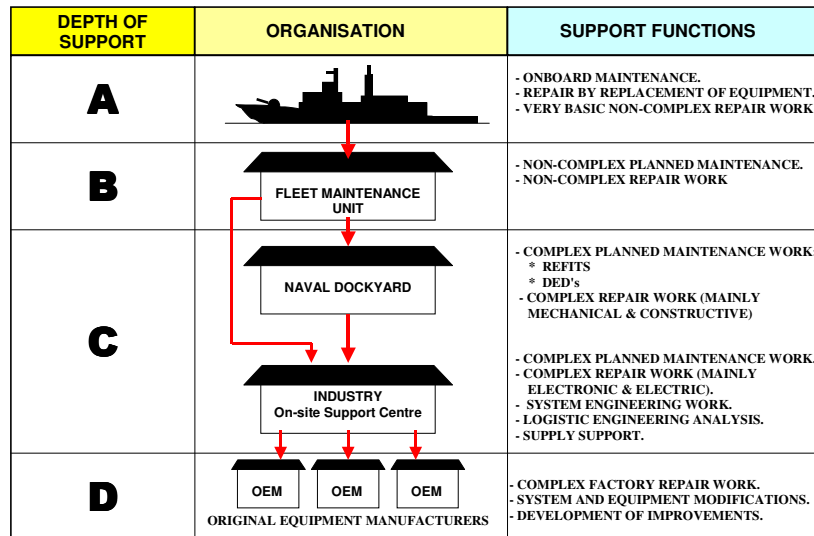 DEPTH OF
SUPPORT
ORGANISATION
SUPPORT FUNCTIONS
A
- ONBOARD MAINTENANCE.
- REPAIR BY REPLACEMENT OF EQUIPMENT.
- VERY BASIC NON-COMPLEX REPAIR WORK
B
FLEET MAINTENANCE
UNIT
- NON-COMPLEX PLANNED MAINTENANCE.
- NON-COMPLEX REPAIR WORK
C
NAVAL DOCKYARD
- COMPLEX PLANNED MAINTENANCE WORK:
* REFITS
* DED's
- COMPLEX REPAIR WORK (MAINLY
MECHANICAL & CONSTRUCTIVE)
INDUSTRY
On-site Support Centre
- COMPLEX PLANNED MAINTENANCE WORK.
- COMPLEX REPAIR WORK (MAINLY
ELECTRONIC & ELECTRIC).
- SYSTEM ENGINEERING WORK.
- LOGISTIC ENGINEERING ANALYSIS.
- SUPPLY SUPPORT.
D
OEM
OEM
OEM
ORIGINAL EQUIPMENT MANUFACTURERS
- COMPLEX FACTORY REPAIR WORK.
- SYSTEM AND EQUIPMENT MODIFICATIONS.
- DEVELOPMENT OF IMPROVEMENTS.